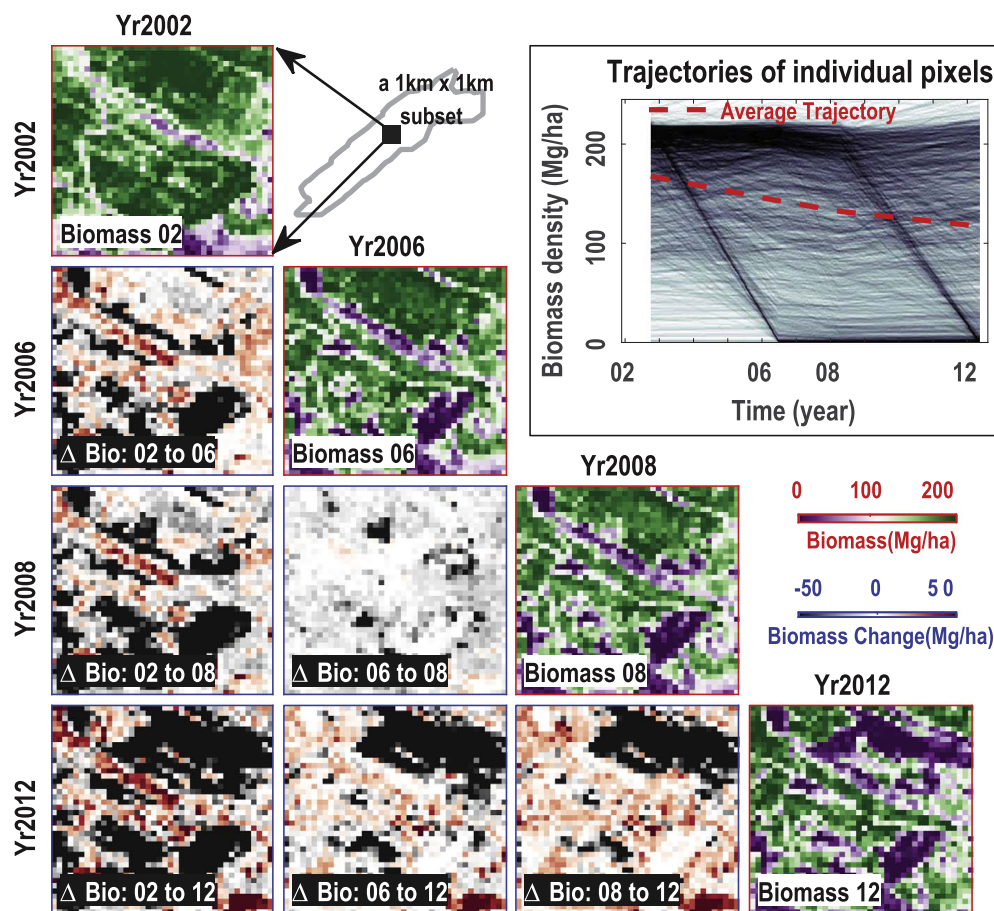 Yr2002
Yr2002
a 1km x 1km
subset
Biomass 02
Trajectories of individual pixels
Average Trajectory
Biomass density (Mg/ha)
200
100
0
02
06
08
12
Time (year)
Yr2006
Yr2006
Δ Bio: 02 to 06
Biomass 06
Yr2008
Yr2008
Δ Bio: 02 to 08
Δ Bio: 06 to 08
Biomass 08
0 100 200
Biomass(Mg/ha)
-50 0 50
Biomass Change(Mg/ha)
Yr2012
Yr2012
Δ Bio: 02 to 12
Δ Bio: 06 to 12
Δ Bio: 08 to 12
Biomass 12